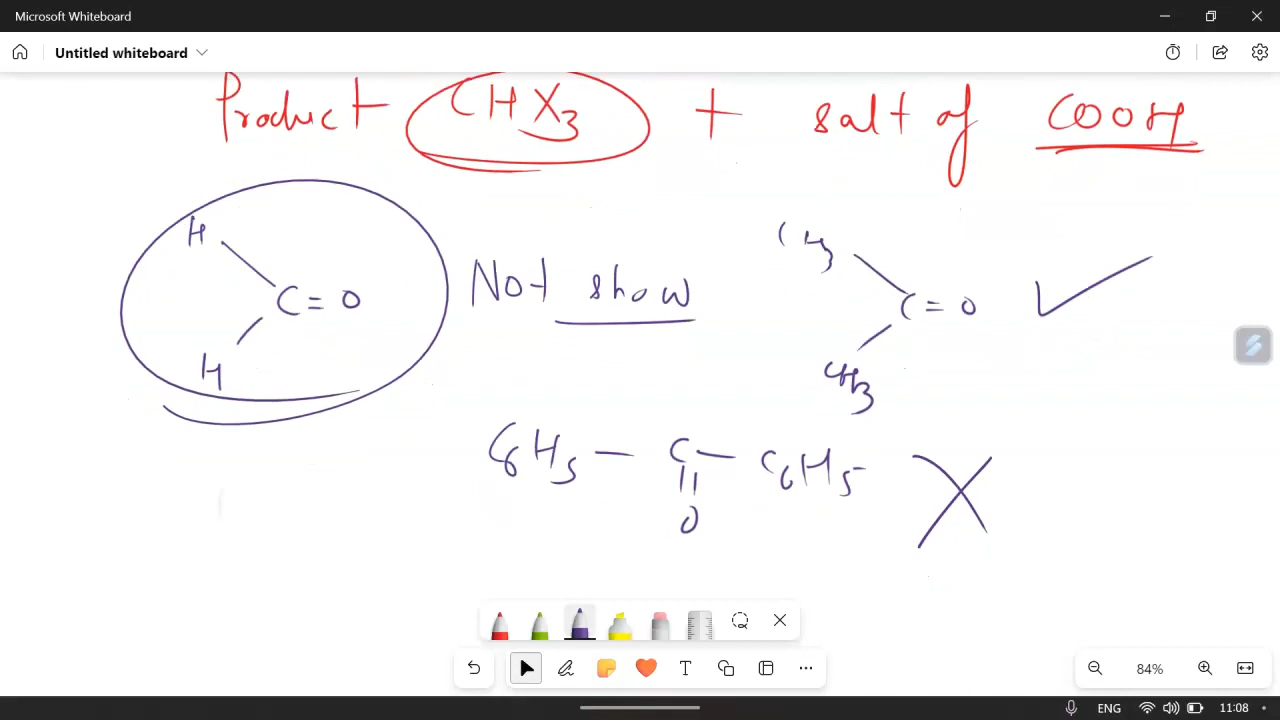 Microsoft Whiteboard
Untitled whiteboard
Product CHX3 + salt of COOH
H
C=O
H
Not show
CH3
C=O
CH3
C6H5 — C — C6H5
O
T
84%
ENG
11:08